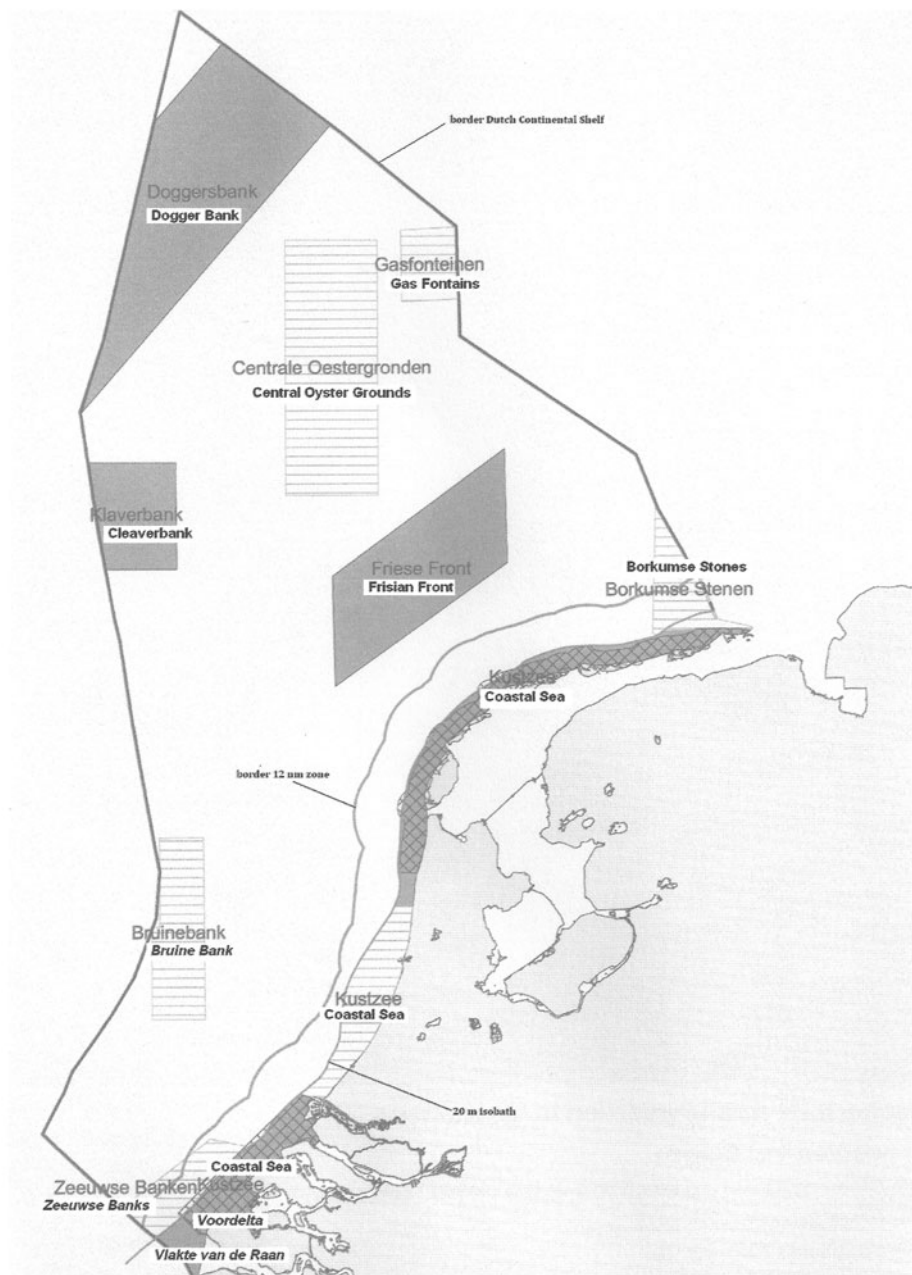 border Dutch Continental Shelf
Doggersbank
Dogger Bank
Gasfonteinen
Gas Fontains
Centrale Oestergronden
Central Oyster Grounds
Klaverbank
Cleaverbank
Friese Front
Frisian Front
Borkumse Stones
Borkumse Stenen
Kustzee
Coastal Sea
border 12 nm zone
Bruinebank
Bruine Bank
Kustzee
Coastal Sea
20 m isobath
Coastal Sea
Zeeuwse Banken
Kustzee
Zeeuwse Banks
Voordelta
Vlakte van de Raan